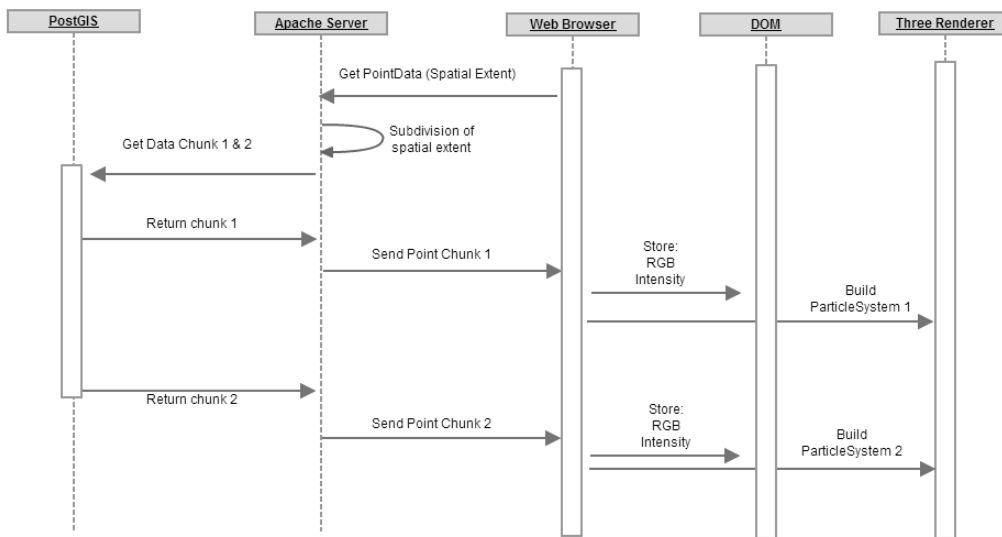 PostGIS
Apache Server
Web Browser
DOM
Three Renderer
Get PointData (Spatial Extent)
Subdivision of
spatial extent
Get Data Chunk 1 & 2
Return chunk 1
Send Point Chunk 1
Store:
RGB
Intensity
Build
ParticleSystem 1
Return chunk 2
Send Point Chunk 2
Store:
RGB
Intensity
Build
ParticleSystem 2